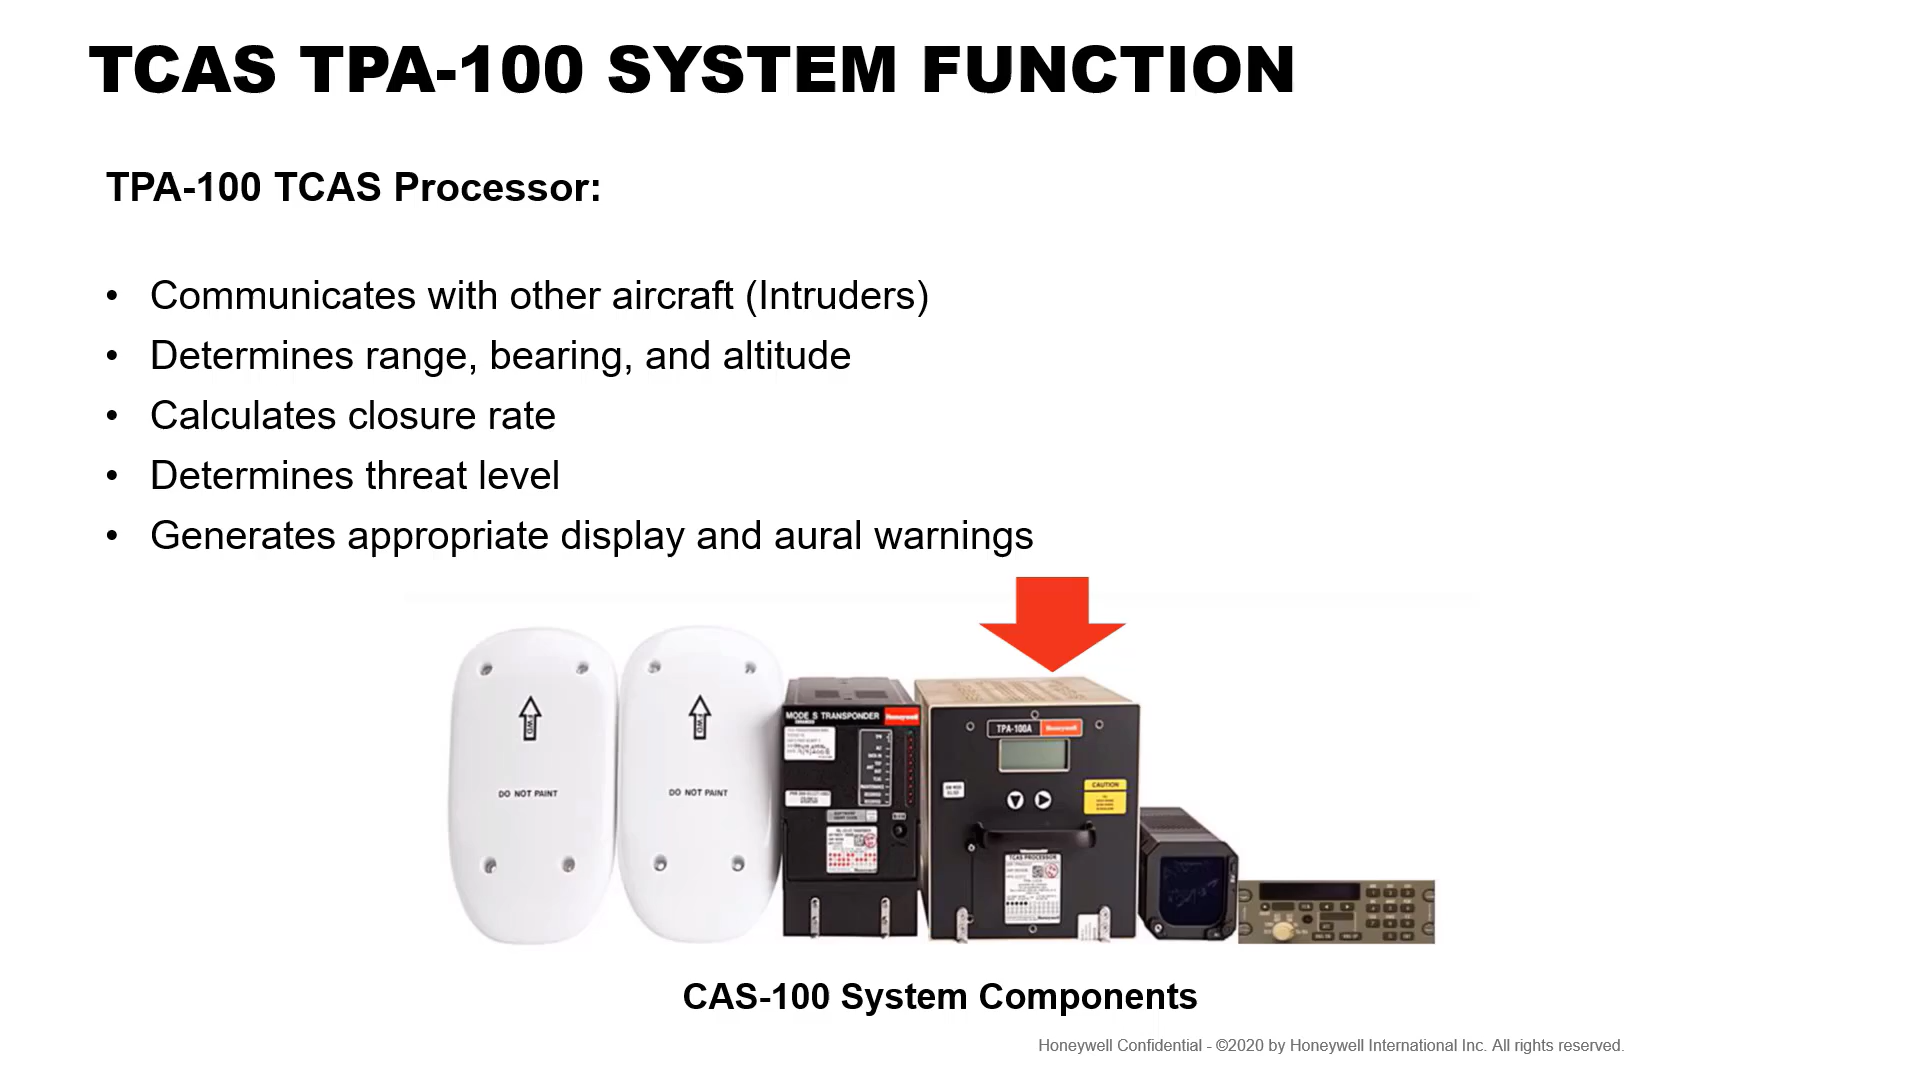 TCAS TPA-100 SYSTEM FUNCTION
TPA-100 TCAS Processor:
• Communicates with other aircraft (Intruders)
• Determines range, bearing, and altitude
• Calculates closure rate
• Determines threat level
• Generates appropriate display and aural warnings
FWD
DO NOT PAINT
FWD
DO NOT PAINT
MODE S TRANSPONDER
Honeywell
TPA-100A
Honeywell
CAUTION
TCAS PROCESSOR
CAS-100 System Components
Honeywell Confidential - ©2020 by Honeywell International Inc. All rights reserved.